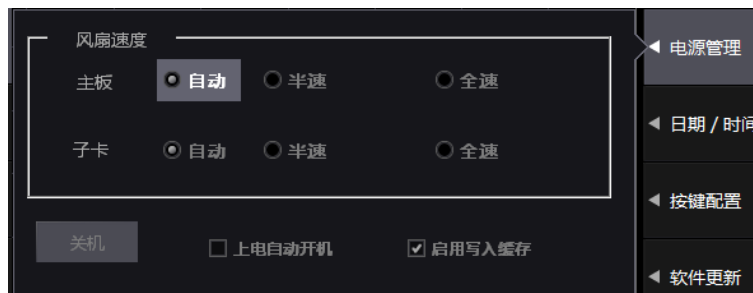 风扇速度
主板 自动 半速 全速
子卡 自动 半速 全速
关机 上电自动开机 启用写入缓存
电源管理
日期 / 时间
按键配置
软件更新